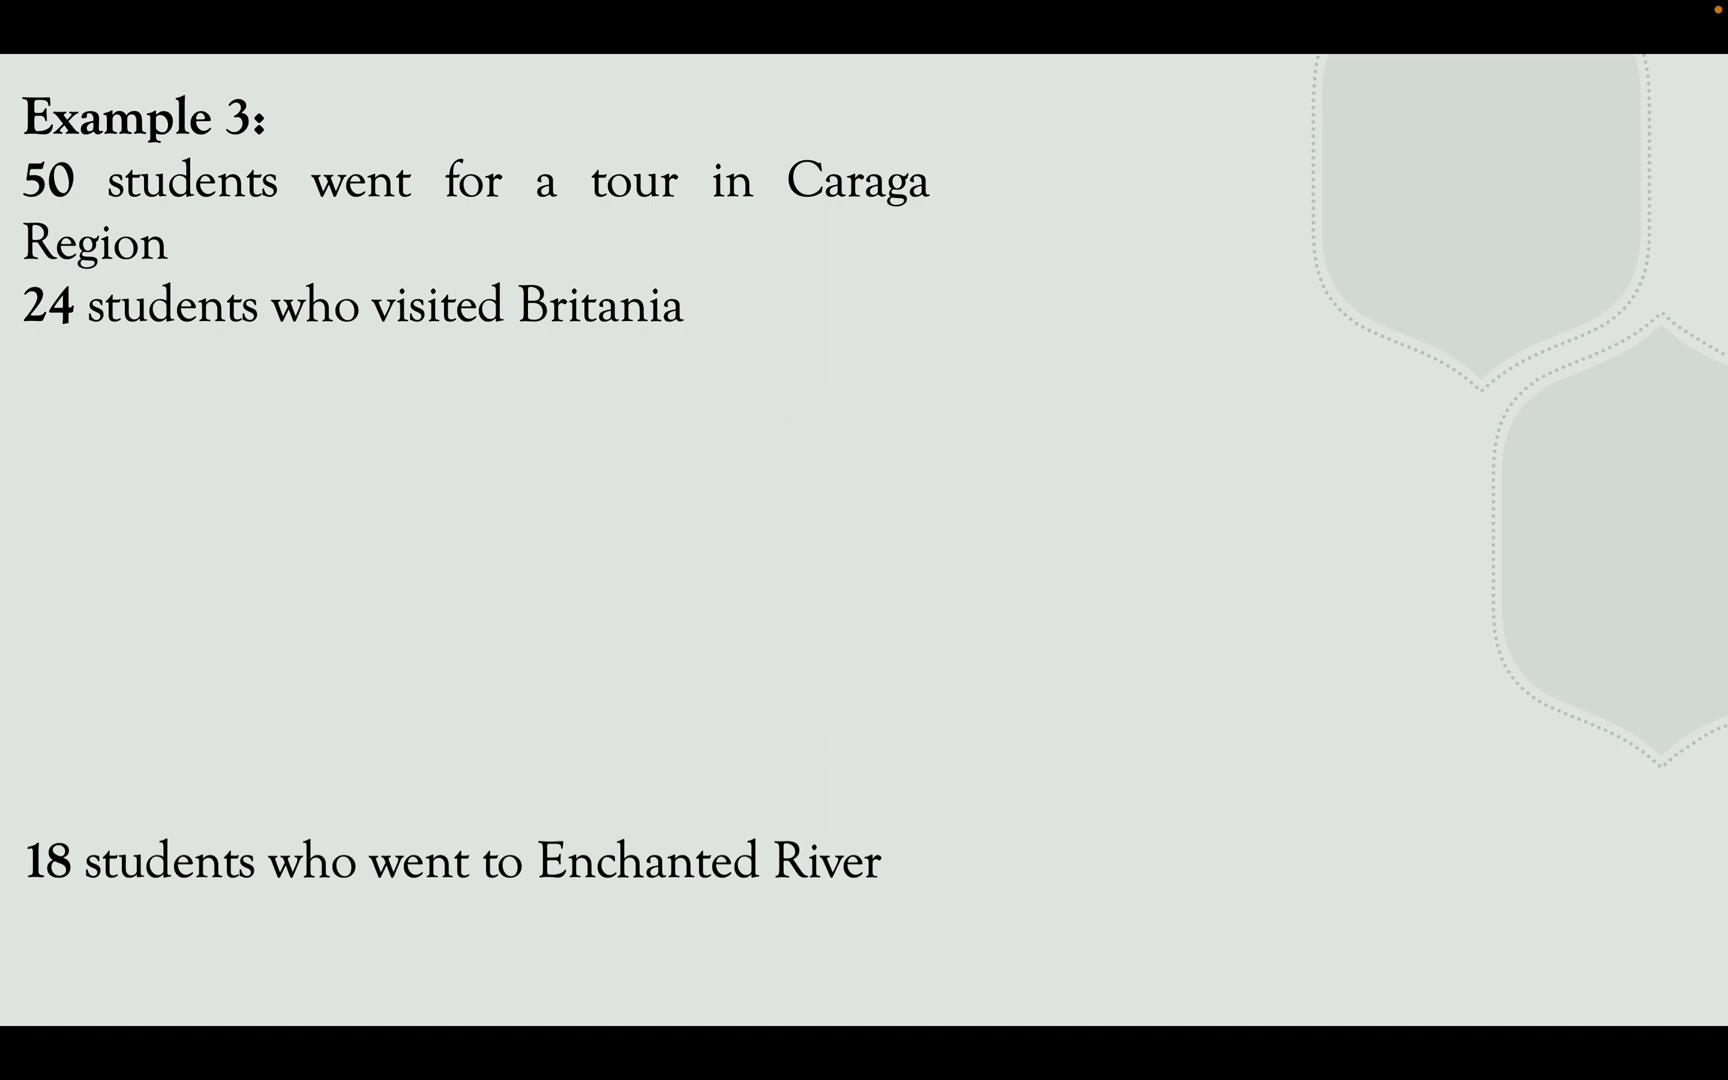 Example 3:
50 students went for a tour in Caraga
Region
24 students who visited Britania
18 students who went to Enchanted River